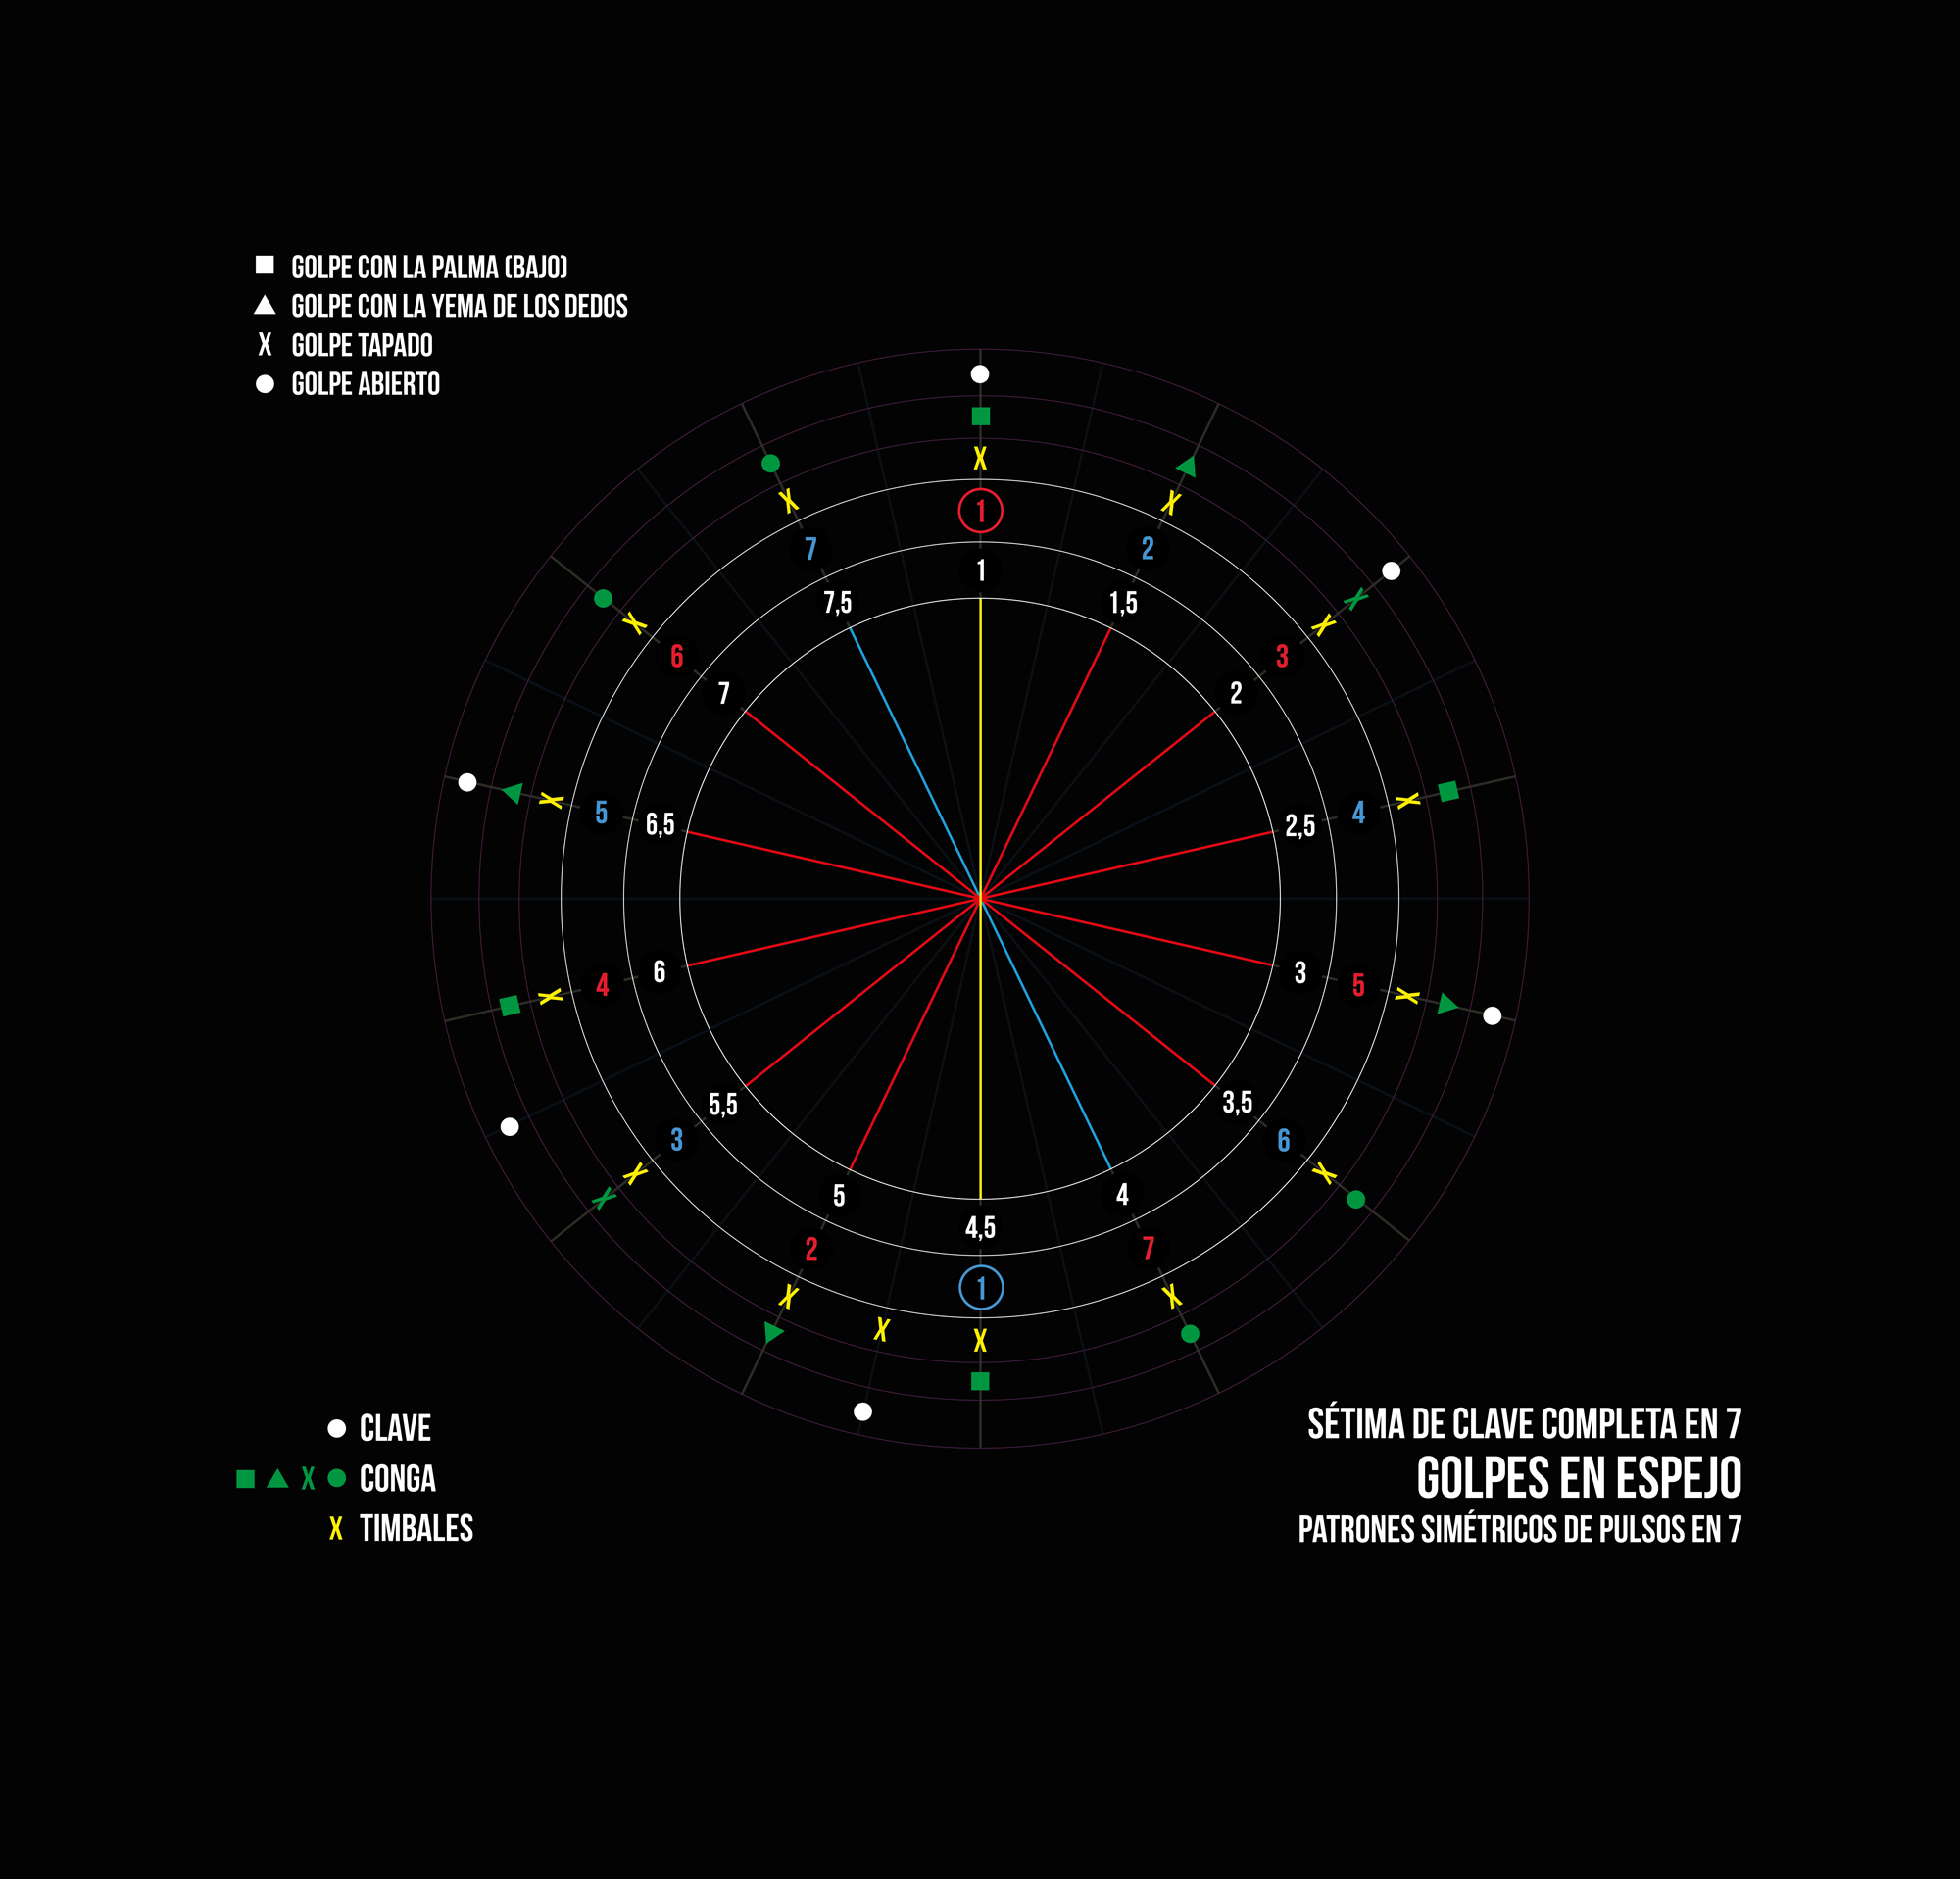 GOLPE CON LA PALMA (BAJO)
GOLPE CON LA YEMA DE LOS DEDOS
X GOLPE TAPADO
GOLPE ABIERTO
1
7
2
1
7,5
1,5
6
3
7
2
5
6,5
2,5
4
4
6
3
5
3
5,5
3,5
6
5
4
2
4,5
7
1
CLAVE
X CONGA
X TIMBALES
SÉTIMA DE CLAVE COMPLETA EN 7
GOLPES EN ESPEJO
PATRONES SIMÉTRICOS DE PULSOS EN 7